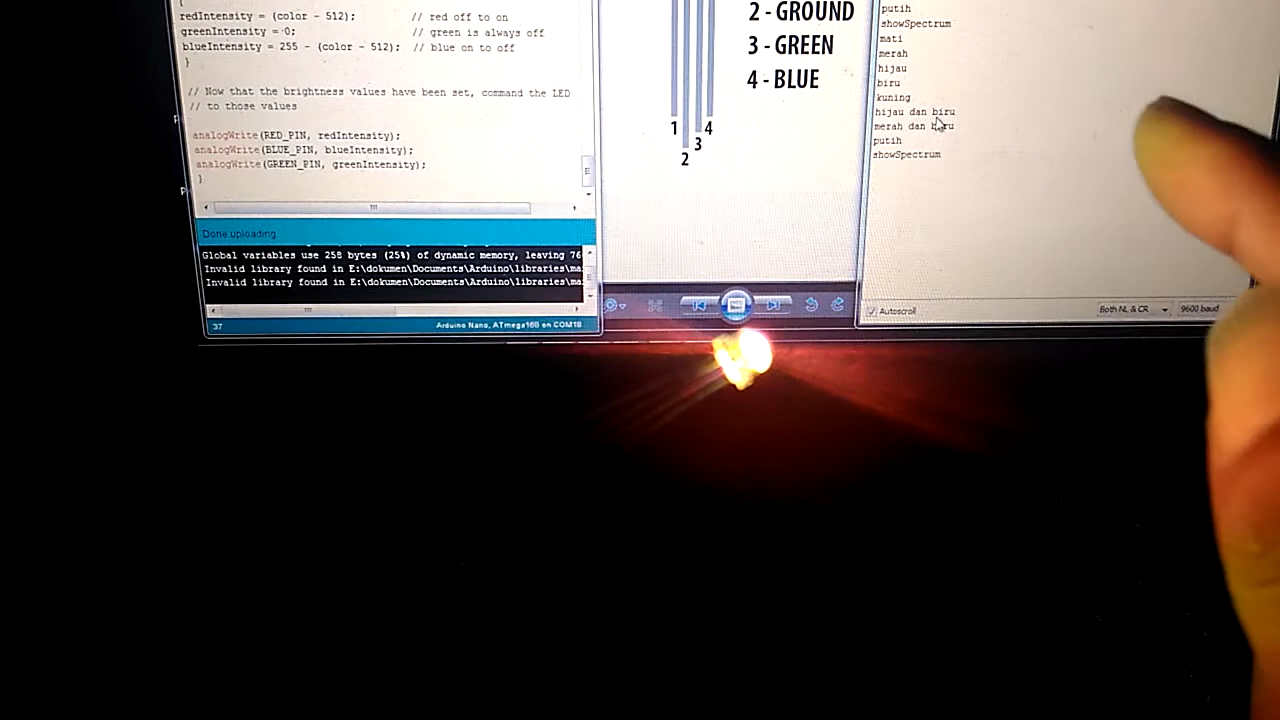 {
redIntensity = (color - 512); // red off to on
greenIntensity = 0; // green is always off
blueIntensity = 255 - (color - 512); // blue on to off
}
// Now that the brightness values have been set, command the LED
// to those values
analogWrite(RED_PIN, redIntensity);
analogWrite(BLUE_PIN, blueIntensity);
analogWrite(GREEN_PIN, greenIntensity);
}
Done uploading.
Global variables use 258 bytes (25%) of dynamic memory, leaving 76
Invalid library found in E:\dokumen\Documents\Arduino\libraries\ma
Invalid library found in E:\dokumen\Documents\Arduino\libraries\ma
37 Arduino Nano, ATmega168 on COM18
2 - GROUND
3 - GREEN
4 - BLUE
1 4
3
2
putih
showSpectrum
mati
merah
hijau
biru
kuning
hijau dan biru
merah dan biru
putih
showSpectrum
Autoscroll Both NL & CR 9600 baud